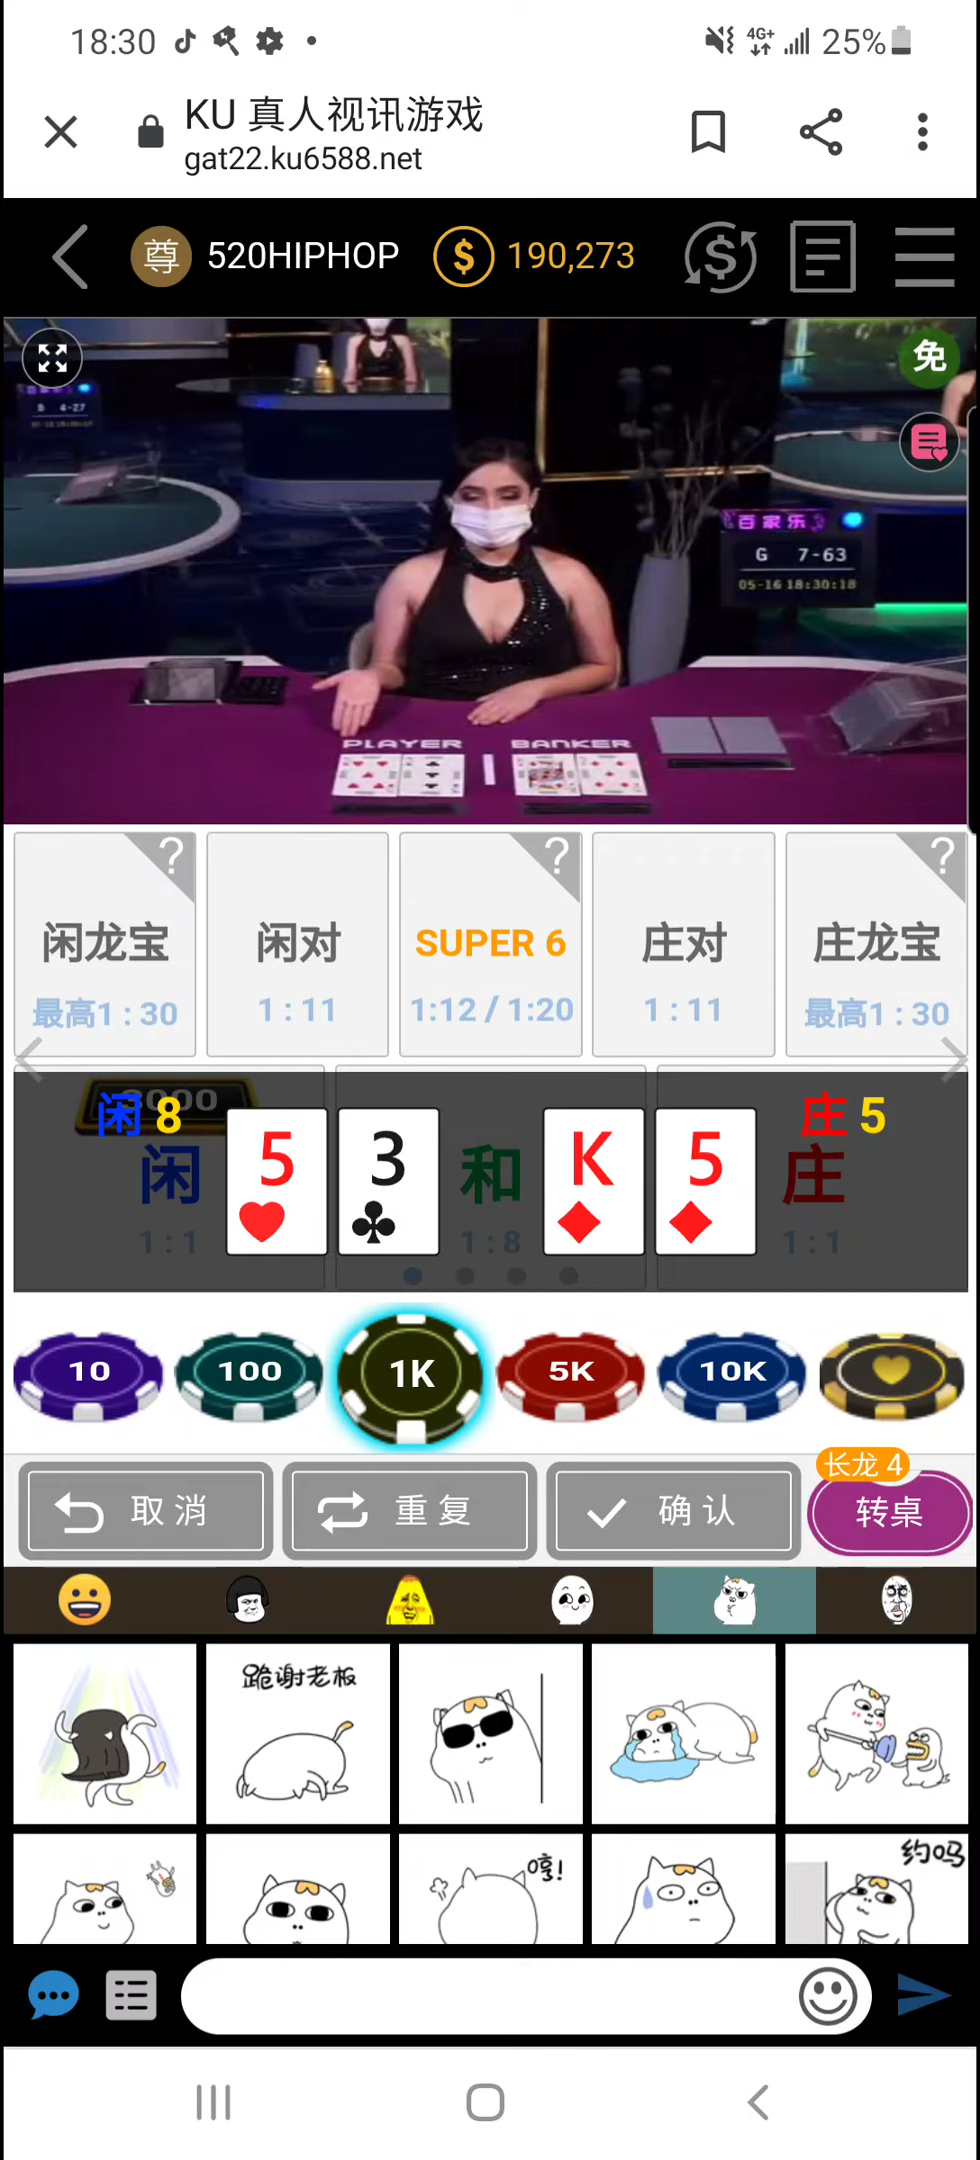 18:30
4G+
25%
KU 真人视讯游戏
gat22.ku6588.net
尊 520HIPHOP $ 190,273 $
免
B 4-27
百家乐
G 7-63
05-16 18:30:18
PLAYER BANKER
? ? ?
闲龙宝 闲对 SUPER 6 庄对 庄龙宝
最高1 : 30 1 : 11 1:12 / 1:20 1 : 11 最高1 : 30
闲 8 庄 5
5 3 K 5
闲 和 庄
1 : 1 1 : 8 1 : 1
10 100 1K 5K 10K
长龙 4
取消 重复 确认 转桌
跪谢老板
哼!
约吗